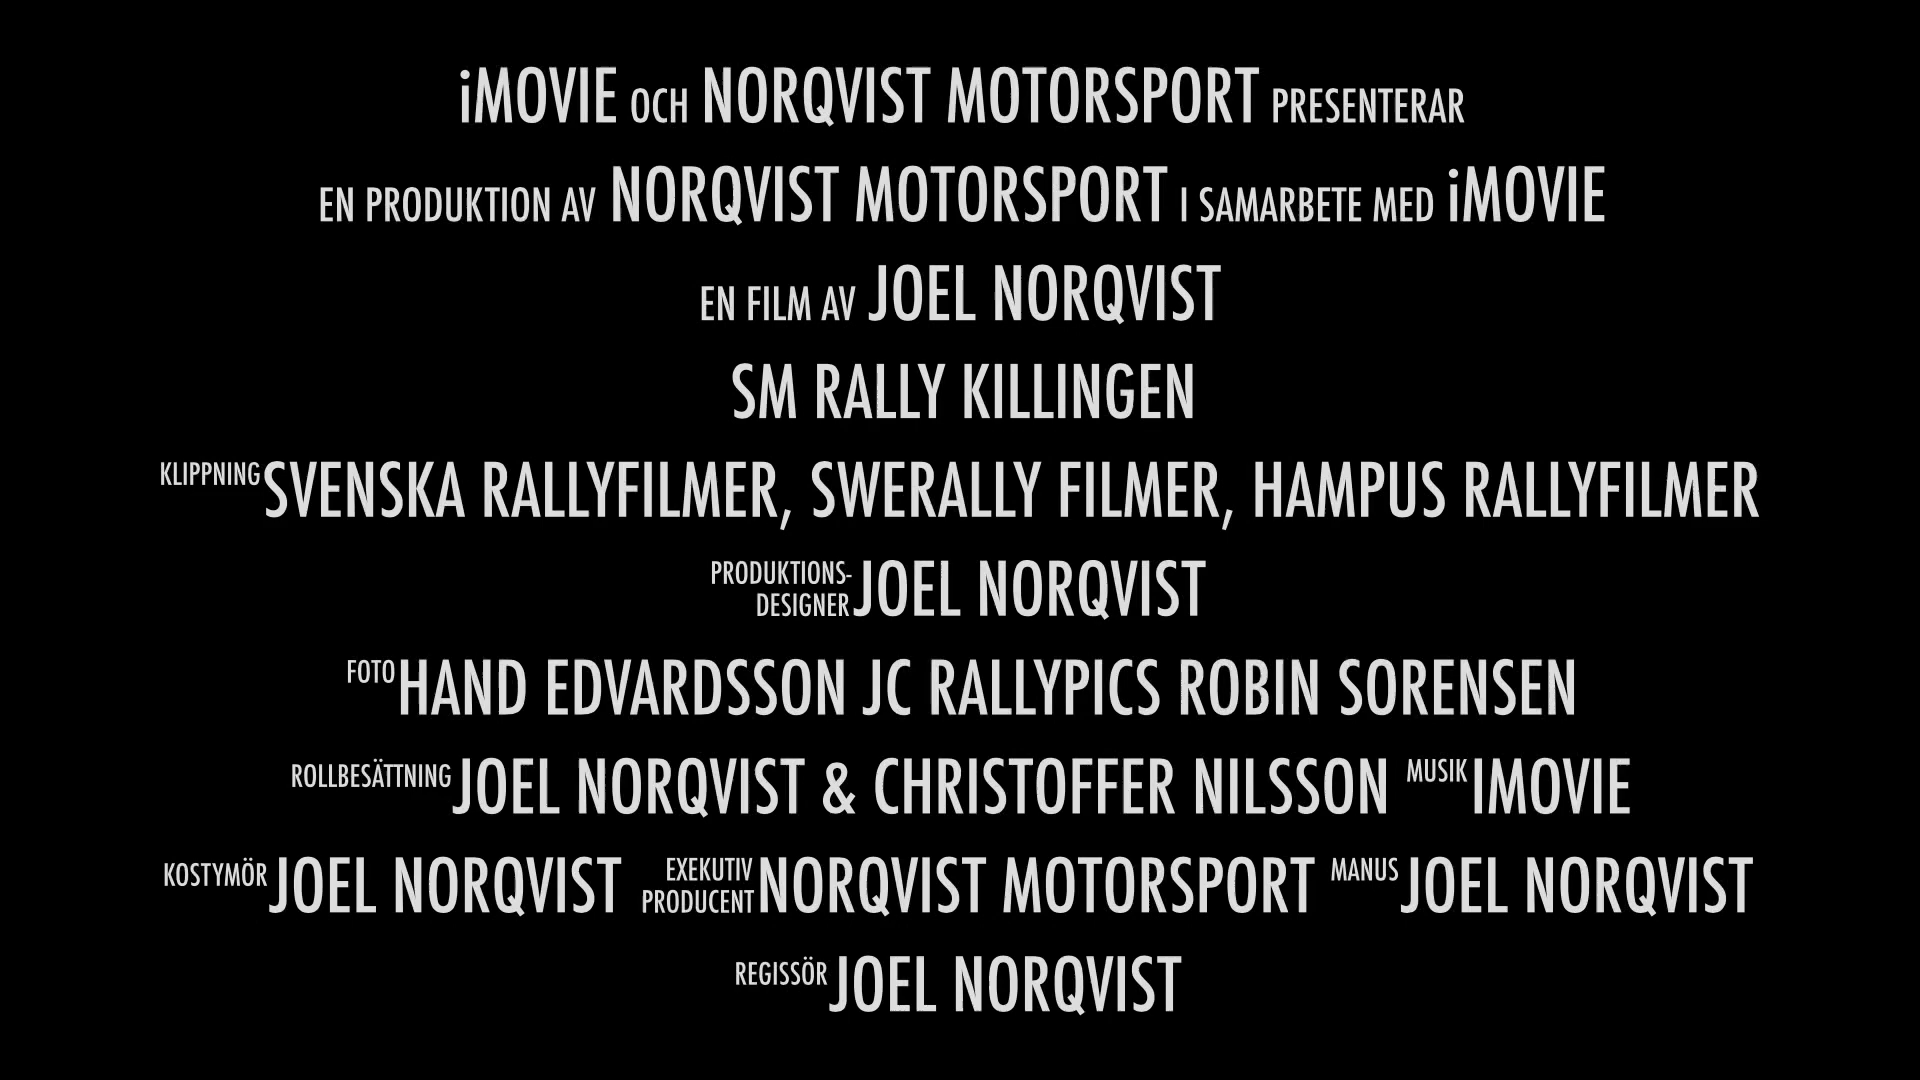 iMOVIE OCH NORQVIST MOTORSPORT PRESENTERAR
EN PRODUKTION AV NORQVIST MOTORSPORT I SAMARBETE MED iMOVIE
EN FILM AV JOEL NORQVIST
SM RALLY KILLINGEN
KLIPPNING SVENSKA RALLYFILMER, SWERALLY FILMER, HAMPUS RALLYFILMER
PRODUKTIONS-DESIGNER JOEL NORQVIST
FOTO HAND EDVARDSSON JC RALLYPICS ROBIN SORENSEN
ROLLBESÄTTNING JOEL NORQVIST & CHRISTOFFER NILSSON MUSIK IMOVIE
KOSTYMÖR JOEL NORQVIST EXEKUTIV PRODUCENT NORQVIST MOTORSPORT MANUS JOEL NORQVIST
REGISSÖR JOEL NORQVIST